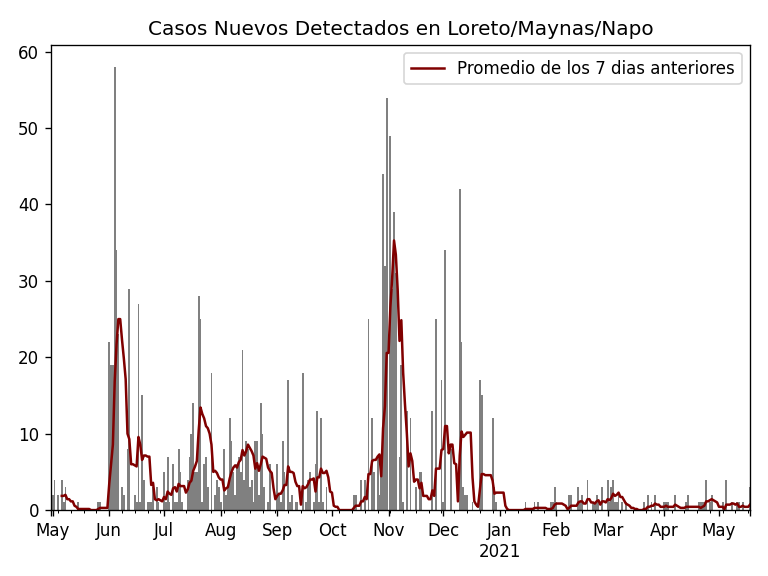 Casos Nuevos Detectados en Loreto/Maynas/Napo
Promedio de los 7 dias anteriores
60
50
40
30
20
10
0
May Jun Jul Aug Sep Oct Nov Dec Jan Feb Mar Apr May
2021